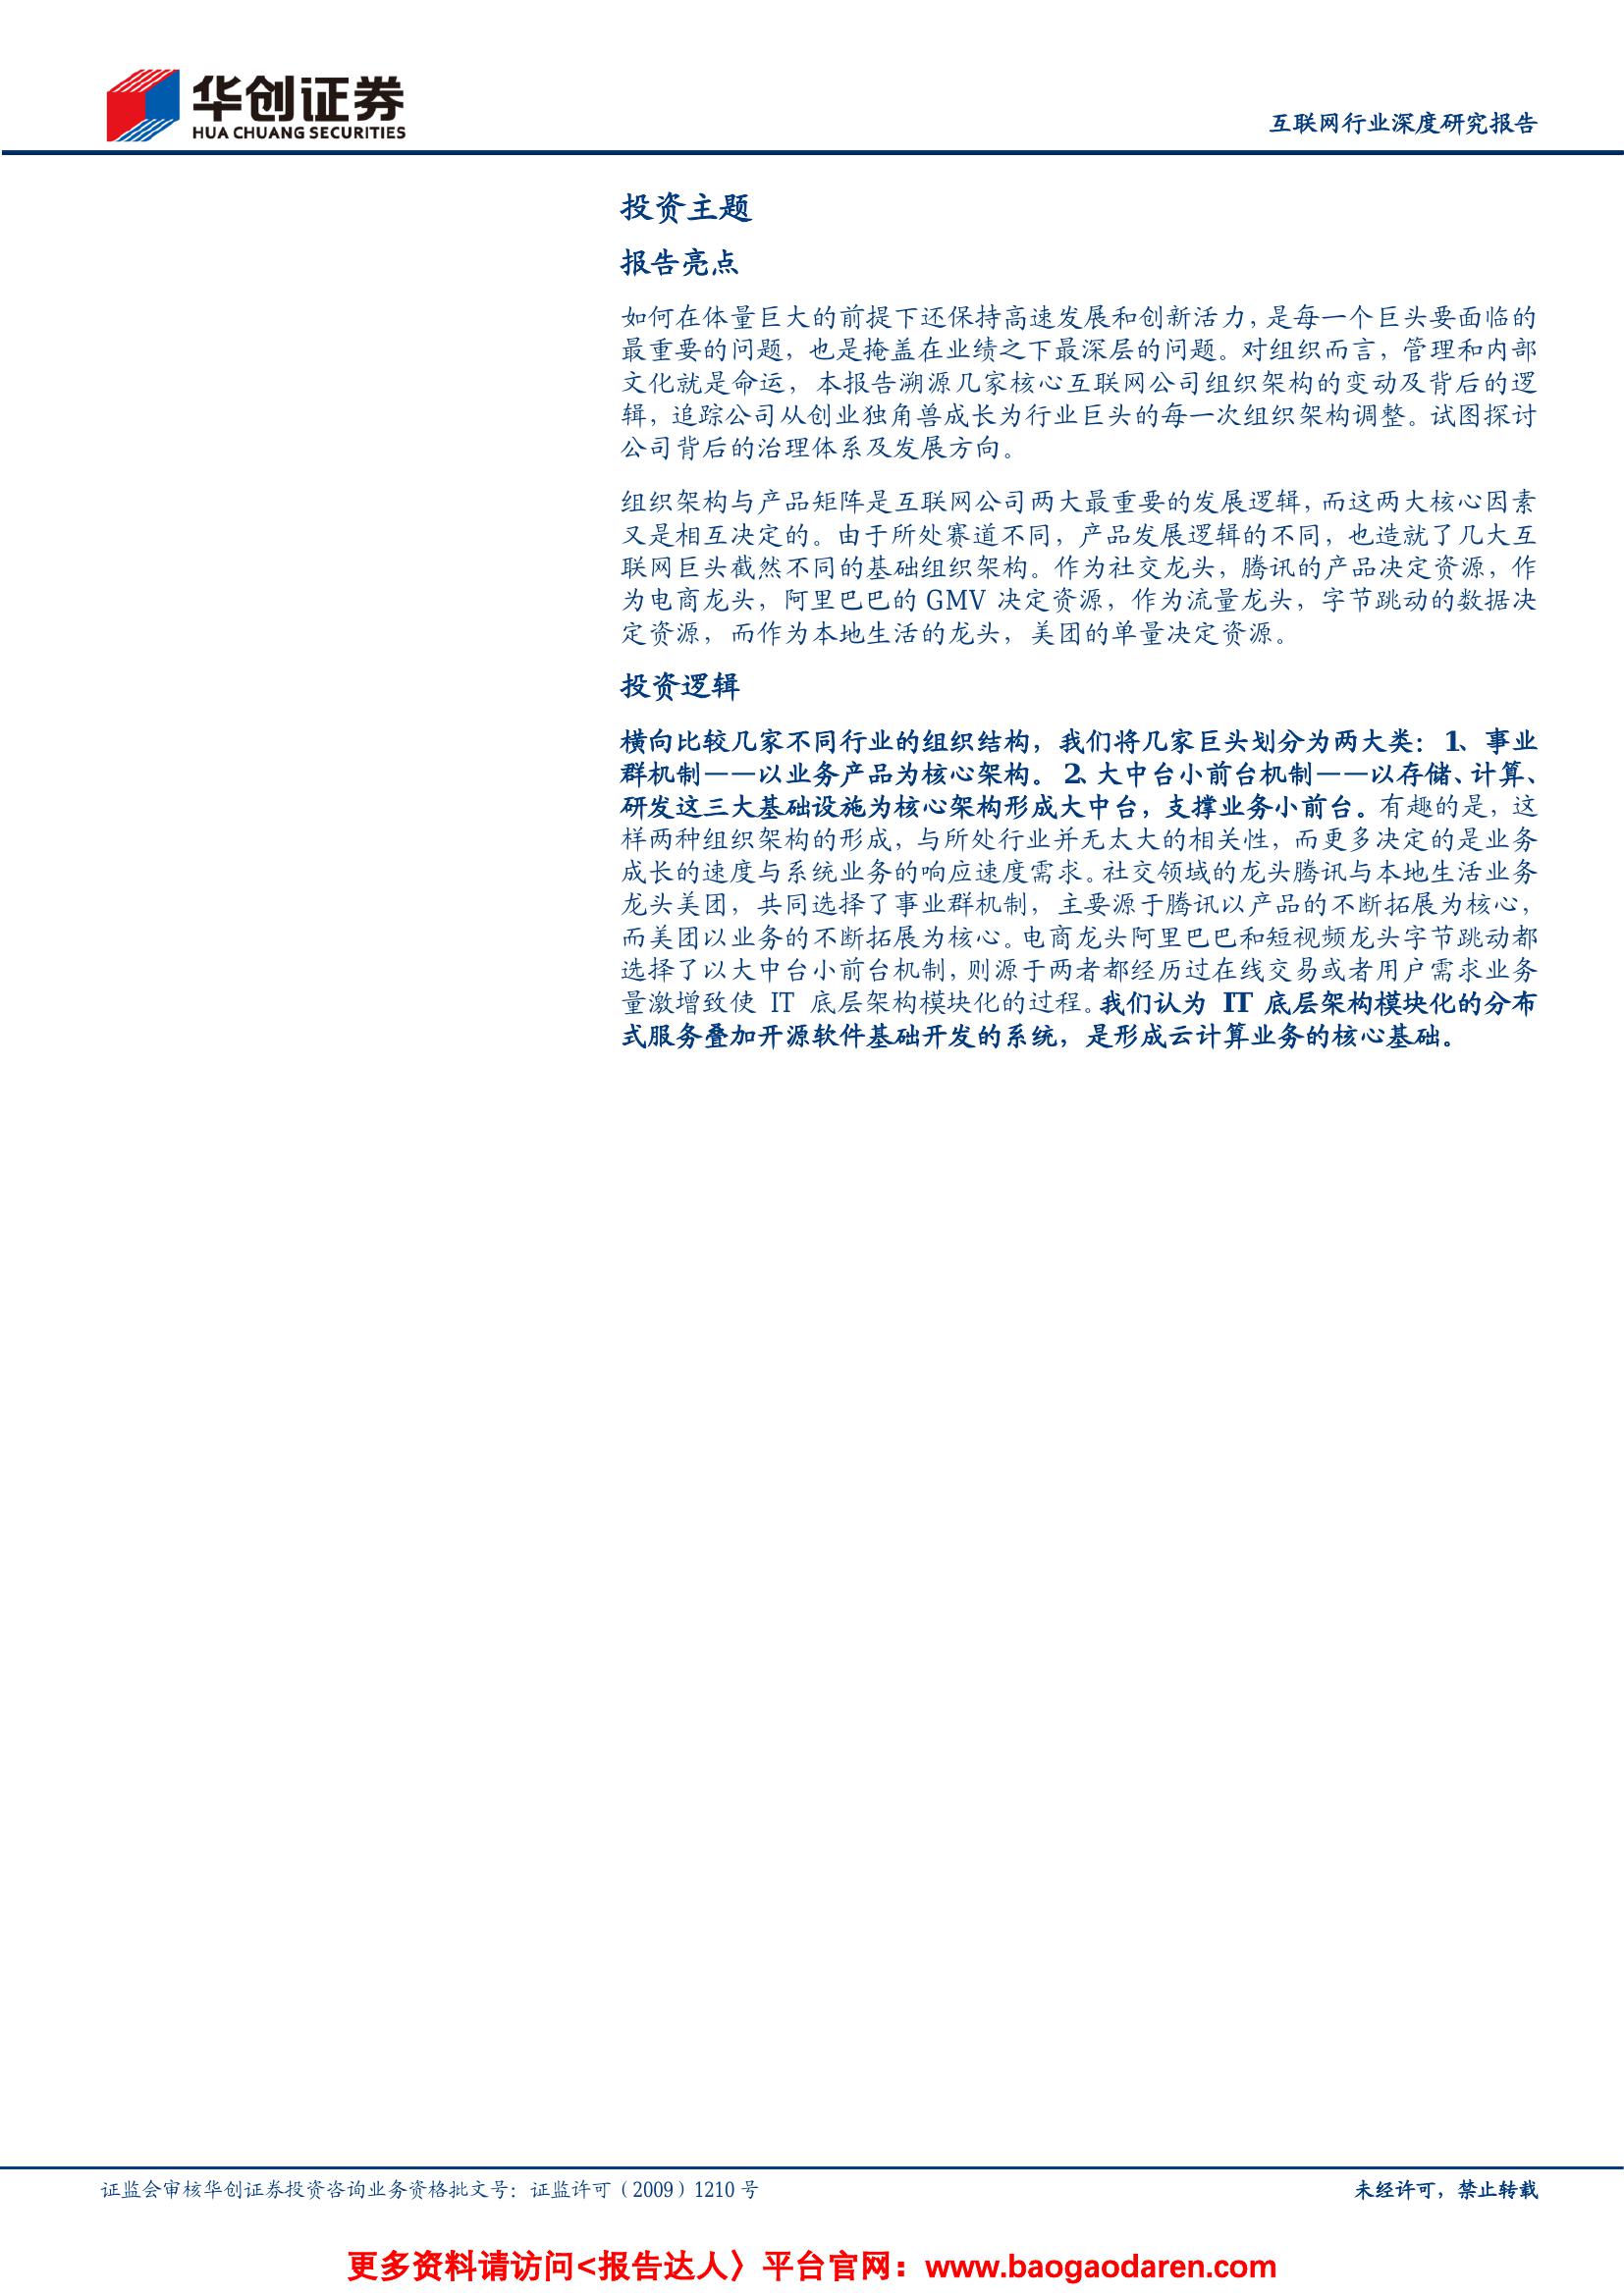 华创证券
HUA CHUANG SECURITIES
互联网行业深度研究报告
投资主题
报告亮点
如何在体量巨大的前提下还保持高速发展和创新活力，是每一个巨头要面临的
最重要的问题，也是掩盖在业绩之下最深层的问题。对组织而言，管理和内部
文化就是命运，本报告溯源几家核心互联网公司组织架构的变动及背后的逻
辑，追踪公司从创业独角兽成长为行业巨头的每一次组织架构调整。试图探讨
公司背后的治理体系及发展方向。
组织架构与产品矩阵是互联网公司两大最重要的发展逻辑，而这两大核心因素
又是相互决定的。由于所处赛道不同，产品发展逻辑的不同，也造就了几大互
联网巨头截然不同的基础组织架构。作为社交龙头，腾讯的产品决定资源，作
为电商龙头，阿里巴巴的 GMV 决定资源，作为流量龙头，字节跳动的数据决
定资源，而作为本地生活的龙头，美团的单量决定资源。
投资逻辑
横向比较几家不同行业的组织结构，我们将几家巨头划分为两大类：1、事业
群机制——以业务产品为核心架构。2、大中台小前台机制——以存储、计算、
研发这三大基础设施为核心架构形成大中台，支撑业务小前台。有趣的是，这
样两种组织架构的形成，与所处行业并无太大的相关性，而更多决定的是业务
成长的速度与系统业务的响应速度需求。社交领域的龙头腾讯与本地生活业务
龙头美团，共同选择了事业群机制，主要源于腾讯以产品的不断拓展为核心，
而美团以业务的不断拓展为核心。电商龙头阿里巴巴和短视频龙头字节跳动都
选择了以大中台小前台机制，则源于两者都经历过在线交易或者用户需求业务
量激增致使 IT 底层架构模块化的过程。我们认为 IT 底层架构模块化的分布
式服务叠加开源软件基础开发的系统，是形成云计算业务的核心基础。
证监会审核华创证券投资咨询业务资格批文号：证监许可（2009）1210 号
未经许可，禁止转载
更多资料请访问<报告达人〉平台官网：www.baogaodaren.com